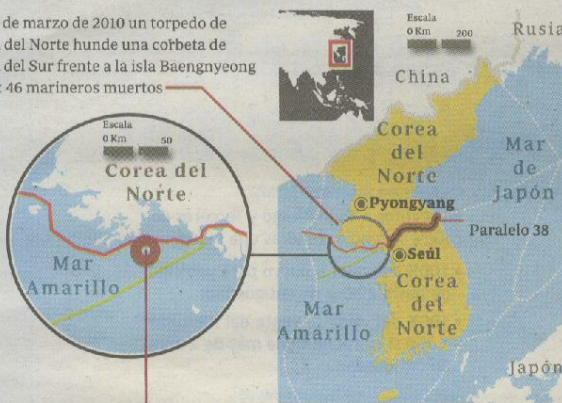 de marzo de 2010 un torpedo de
del Norte hunde una corbeta de
del Sur frente a la isla Baengnyeong
: 46 marineros muertos
Escala
0 Km 50
Corea del
Norte
Mar
Amarillo
Escala
0 Km 200
Rusia
China
Corea
del
Norte
Mar
de
japón
Pyongyang
Paralelo 38
Seúl
Corea
del
Norte
Mar
Amarillo
Japón